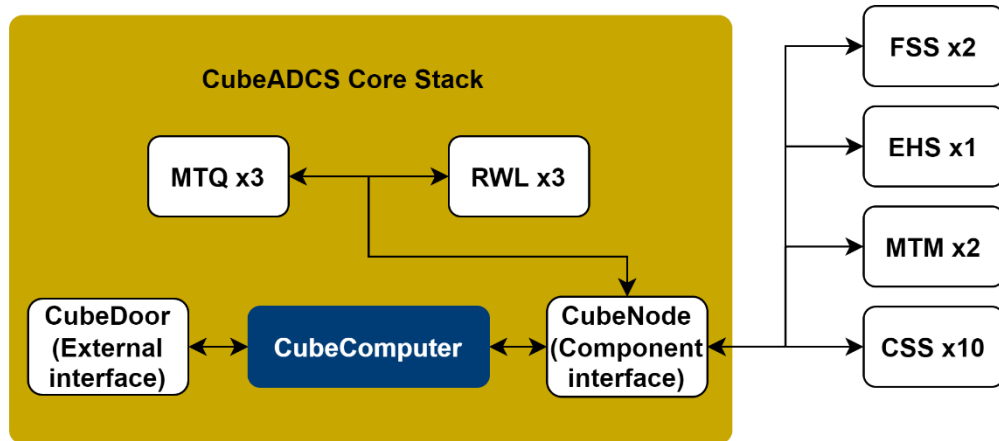 CubeADCS Core Stack
MTQ x3
RWL x3
CubeDoor
(External
interface)
CubeComputer
CubeNode
(Component
interface)
FSS x2
EHS x1
MTM x2
CSS x10